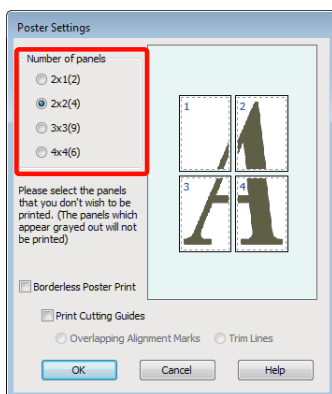 Poster Settings
Number of panels
2x1(2)
2x2(4)
3x3(9)
4x4(6)
1
2
3
4
Please select the panels
that you don't wish to be
printed. (The panels which
appear grayed out will not
be printed)
Borderless Poster Print
Print Cutting Guides
Overlapping Alignment Marks
Trim Lines
OK
Cancel
Help